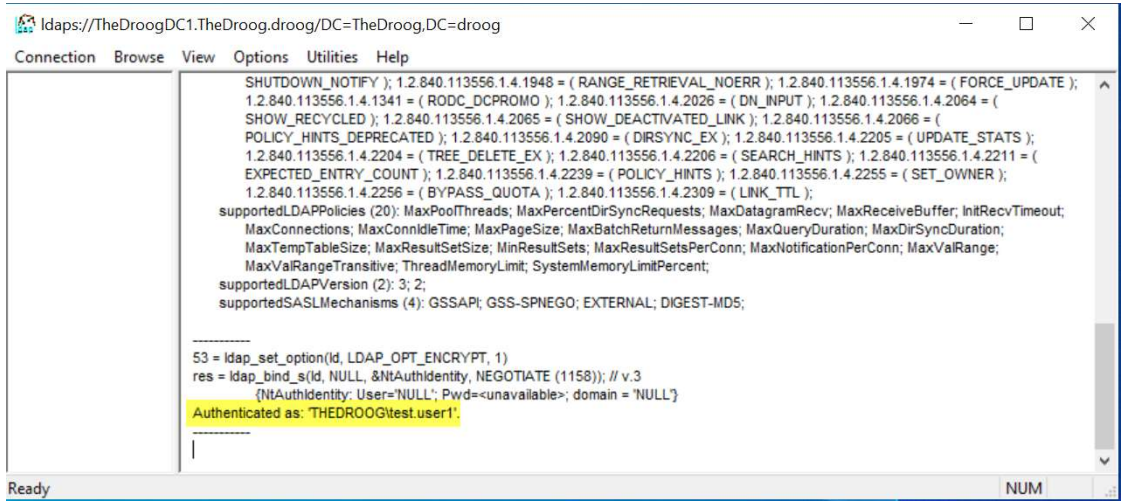 ldaps://TheDroogDC1.TheDroog.droog/DC=TheDroog,DC=droog
Connection Browse View Options Utilities Help
SHUTDOWN_NOTIFY ); 1.2.840.113556.1.4.1948 = ( RANGE_RETRIEVAL_NOERR ); 1.2.840.113556.1.4.1974 = ( FORCE_UPDATE );
1.2.840.113556.1.4.1341 = ( RODC_DCPROMO ); 1.2.840.113556.1.4.2026 = ( DN_INPUT ); 1.2.840.113556.1.4.2064 = (
SHOW_RECYCLED ); 1.2.840.113556.1.4.2065 = ( SHOW_DEACTIVATED_LINK ); 1.2.840.113556.1.4.2066 = (
POLICY_HINTS_DEPRECATED ); 1.2.840.113556.1.4.2090 = ( DIRSYNC_EX ); 1.2.840.113556.1.4.2205 = ( UPDATE_STATS );
1.2.840.113556.1.4.2204 = ( TREE_DELETE_EX ); 1.2.840.113556.1.4.2206 = ( SEARCH_HINTS ); 1.2.840.113556.1.4.2211 = (
EXPECTED_ENTRY_COUNT ); 1.2.840.113556.1.4.2239 = ( POLICY_HINTS ); 1.2.840.113556.1.4.2255 = ( SET_OWNER );
1.2.840.113556.1.4.2256 = ( BYPASS_QUOTA ); 1.2.840.113556.1.4.2309 = ( LINK_TTL );
supportedLDAPPolicies (20): MaxPoolThreads; MaxPercentDirSyncRequests; MaxDatagramRecv; MaxReceiveBuffer; InitRecvTimeout;
MaxConnections; MaxConnIdleTime; MaxPageSize; MaxBatchReturnMessages; MaxQueryDuration; MaxDirSyncDuration;
MaxTempTableSize; MaxResultSetSize; MinResultSets; MaxResultSetsPerConn; MaxNotificationPerConn; MaxValRange;
MaxValRangeTransitive; ThreadMemoryLimit; SystemMemoryLimitPercent;
supportedLDAPVersion (2): 3; 2;
supportedSASLMechanisms (4): GSSAPI; GSS-SPNEGO; EXTERNAL; DIGEST-MD5;
-----------
53 = ldap_set_option(ld, LDAP_OPT_ENCRYPT, 1)
res = ldap_bind_s(ld, NULL, &NtAuthIdentity, NEGOTIATE (1158)); // v.3
{NtAuthIdentity: User='NULL'; Pwd=<unavailable>; domain = 'NULL'}
Authenticated as: 'THEDROOG\test.user1'.
-----------
Ready NUM